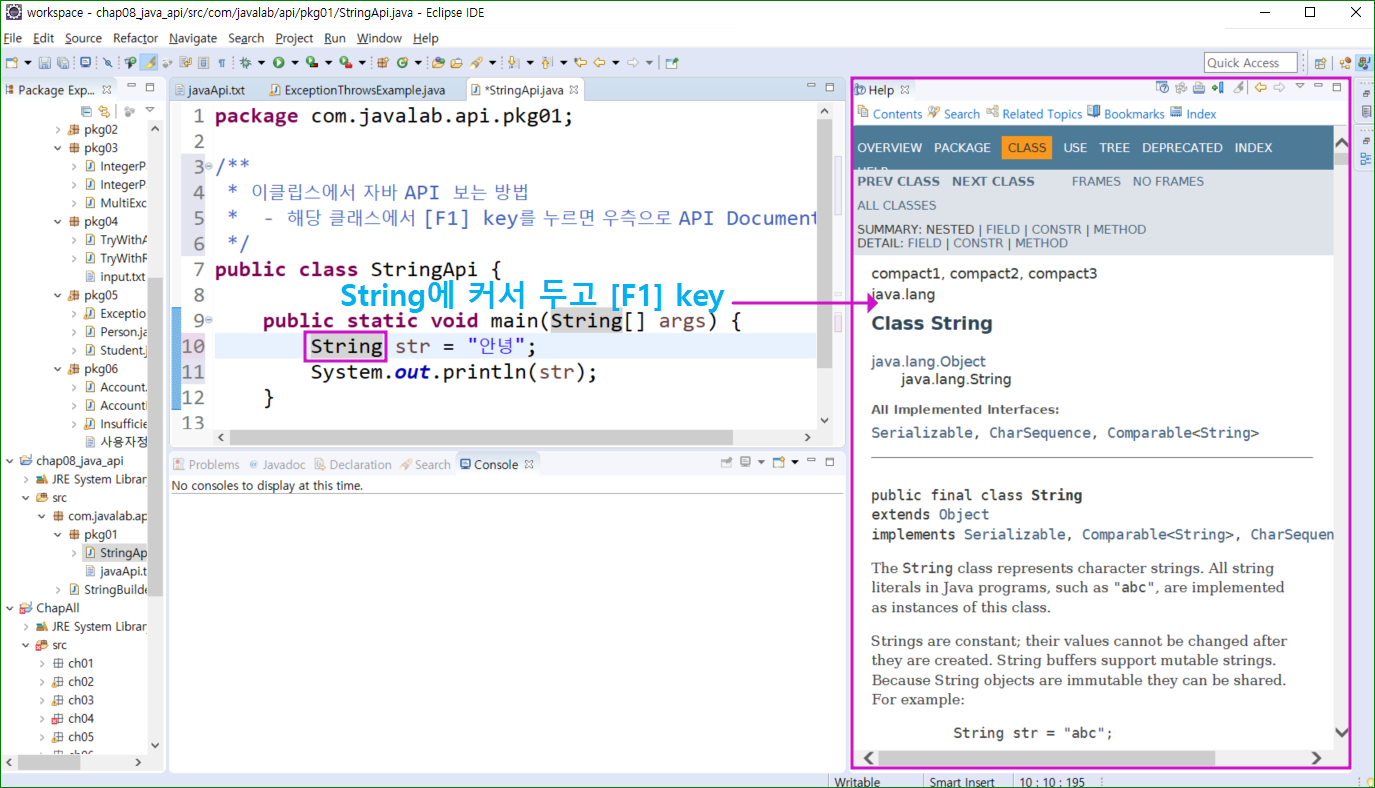 workspace - chap08_java_api/src/com/javalab/api/pkg01/StringApi.java - Eclipse IDE
File Edit Source Refactor Navigate Search Project Run Window Help
Quick Access
Package Exp...
pkg02
pkg03
IntegerP
IntegerP
MultiExc
pkg04
TryWithA
TryWithR
input.txt
pkg05
Exceptio
Person.ja
Student.j
pkg06
Account.
Account
Insufficie
사용자정
chap08_java_api
JRE System Librar
src
com.javalab.ap
pkg01
StringAp
javaApi.t
StringBuilde
ChapAll
JRE System Librar
src
ch01
ch02
ch03
ch04
ch05
ch06
javaApi.txt ExceptionThrowsExample.java *StringApi.java
1 package com.javalab.api.pkg01;
2
3 /**
4 * 이클립스에서 자바 API 보는 방법
5 * - 해당 클래스에서 [F1] key를 누르면 우측으로 API Document
6 */
7 public class StringApi {
8
String에 커서 두고 [F1] key
9 public static void main(String[] args) {
10 String str = "안녕";
11 System.out.println(str);
12 }
13
Problems Javadoc Declaration Search Console
No consoles to display at this time.
Help
Contents Search Related Topics Bookmarks Index
OVERVIEW PACKAGE CLASS USE TREE DEPRECATED INDEX
HELP
PREV CLASS NEXT CLASS FRAMES NO FRAMES
ALL CLASSES
SUMMARY: NESTED | FIELD | CONSTR | METHOD
DETAIL: FIELD | CONSTR | METHOD
compact1, compact2, compact3
java.lang
Class String
java.lang.Object
java.lang.String
All Implemented Interfaces:
Serializable, CharSequence, Comparable<String>
public final class String
extends Object
implements Serializable, Comparable<String>, CharSequen
The String class represents character strings. All string
literals in Java programs, such as "abc", are implemented
as instances of this class.
Strings are constant; their values cannot be changed after
they are created. String buffers support mutable strings.
Because String objects are immutable they can be shared.
For example:
String str = "abc";
Writable Smart Insert 10 : 10 : 195